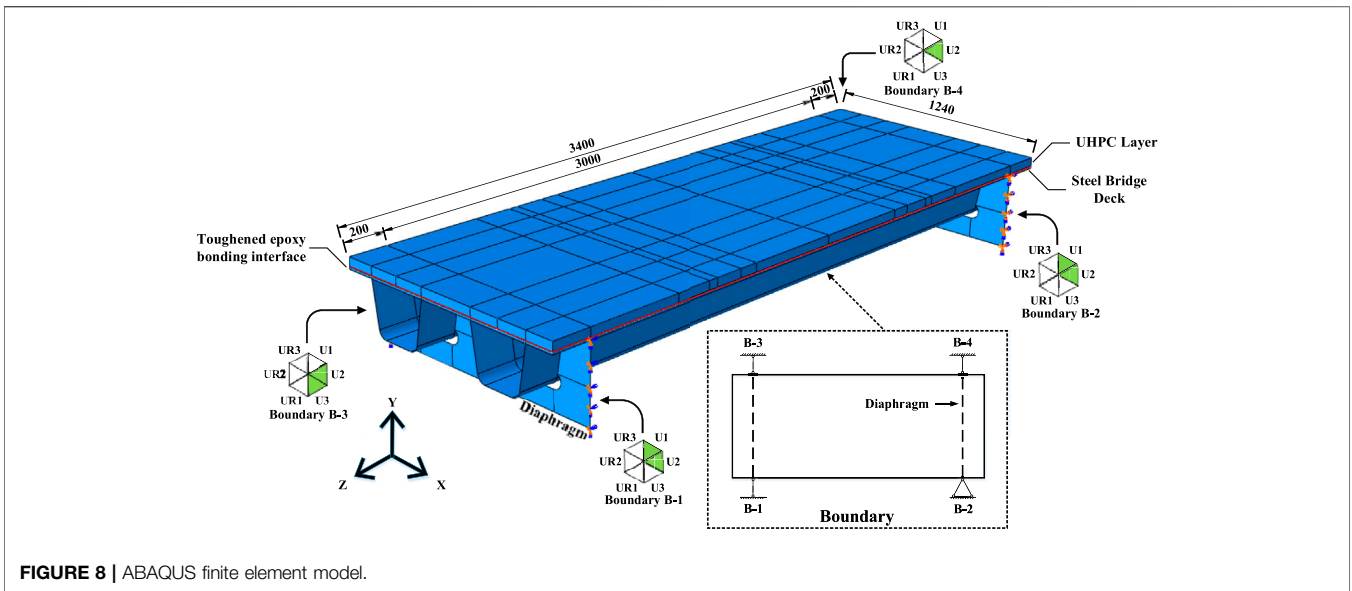 UR3 U1
UR2 U2
UR1 U3
Boundary B-4
200
1240
3400
3000
UHPC Layer
Steel Bridge
Deck
200
Toughened epoxy
bonding interface
UR3 U1
UR2 U2
UR1 U3
Boundary B-2
UR3 U1
UR2 U2
UR1 U3
Boundary B-3
Diaphragm
UR3 U1
UR2 U2
UR1 U3
Boundary B-1
Y
Z
X
B-3
B-4
Diaphragm
B-1
B-2
Boundary
FIGURE 8 | ABAQUS finite element model.